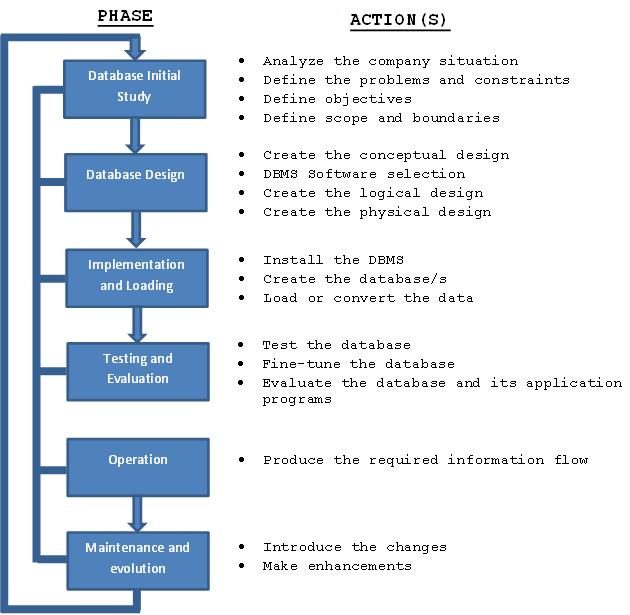 PHASE
ACTION(S)
Database Initial
Study
• Analyze the company situation
• Define the problems and constraints
• Define objectives
• Define scope and boundaries
Database Design
• Create the conceptual design
• DBMS Software selection
• Create the logical design
• Create the physical design
Implementation
and Loading
• Install the DBMS
• Create the database/s
• Load or convert the data
Testing and
Evaluation
• Test the database
• Fine-tune the database
• Evaluate the database and its application
programs
Operation
• Produce the required information flow
Maintenance and
evolution
• Introduce the changes
• Make enhancements